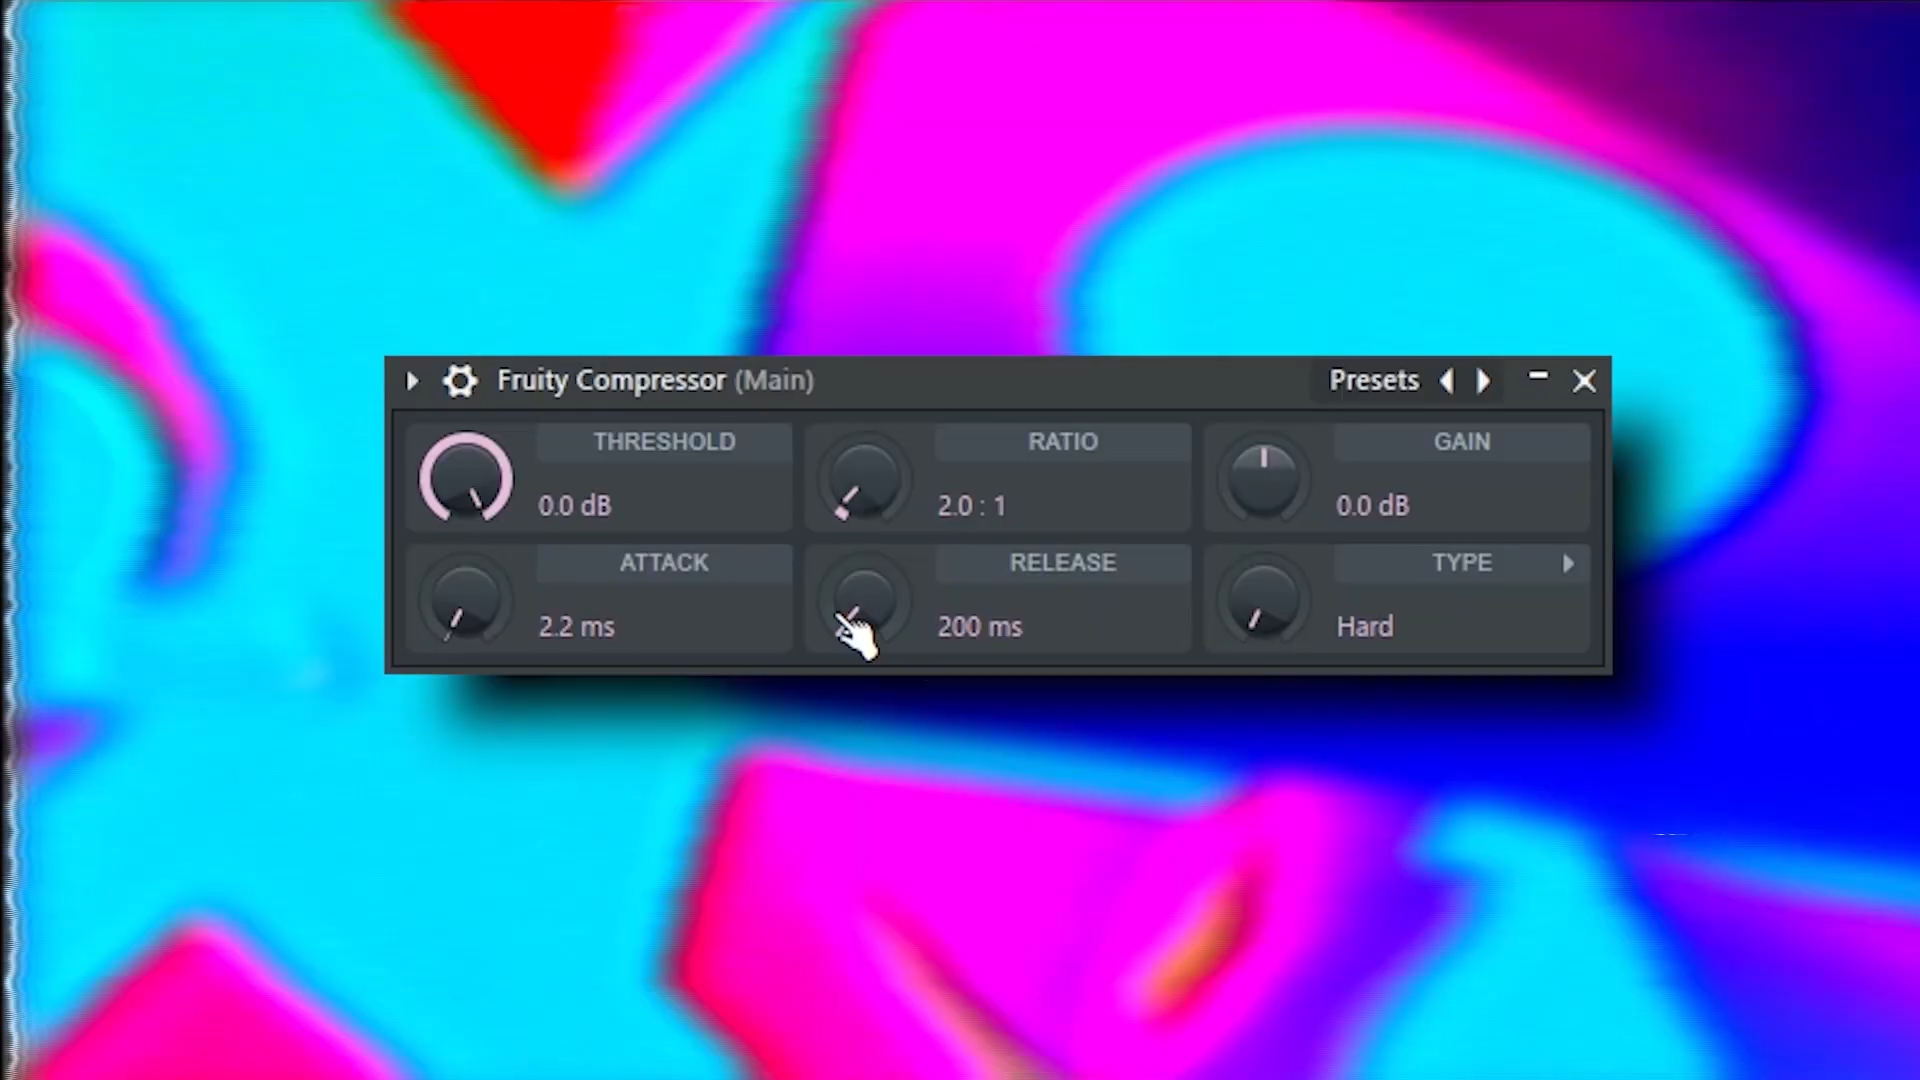 Fruity Compressor (Main) Presets
THRESHOLD RATIO GAIN
0.0 dB 2.0 : 1 0.0 dB
ATTACK RELEASE TYPE
2.2 ms 200 ms Hard